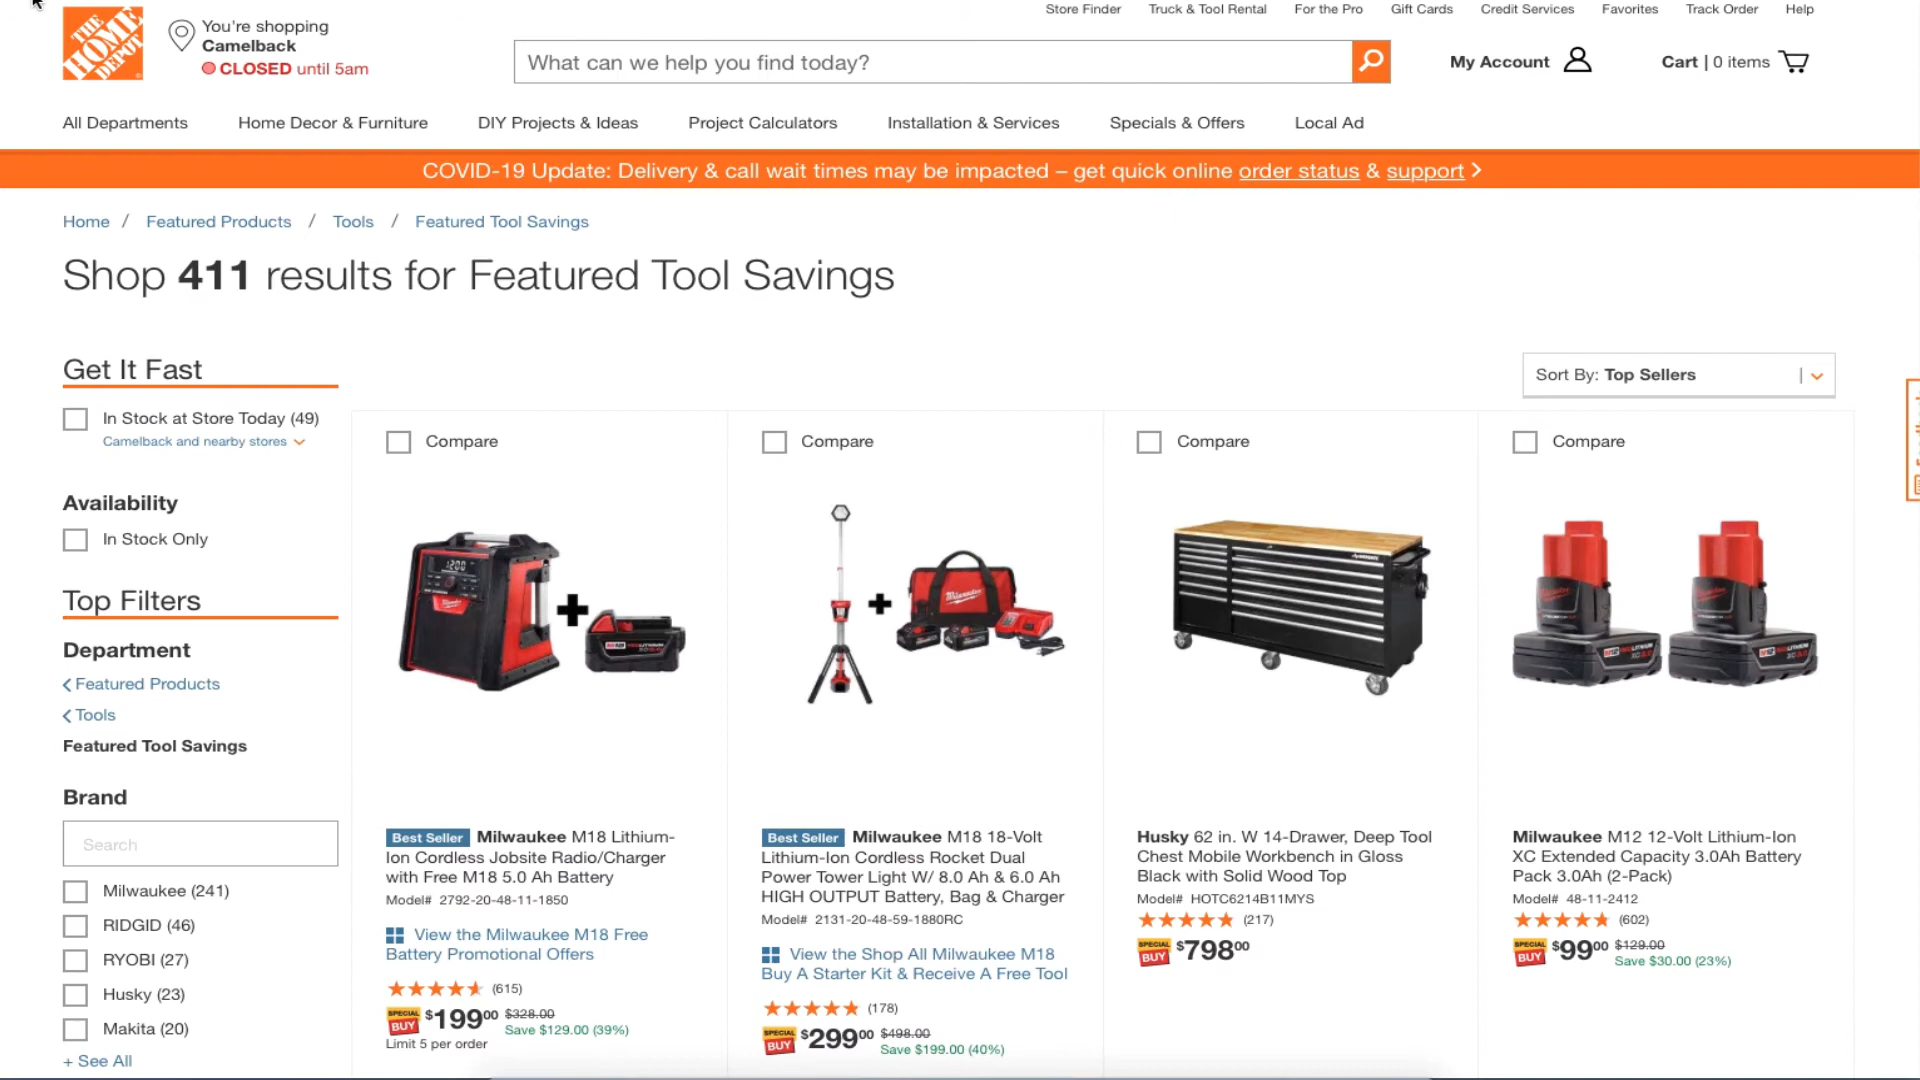 Store Finder Truck & Tool Rental For the Pro Gift Cards Credit Services Favorites Track Order Help
THE HOME DEPOT
You're shopping
Camelback
CLOSED until 5am
What can we help you find today?
My Account
Cart | 0 items
All Departments Home Decor & Furniture DIY Projects & Ideas Project Calculators Installation & Services Specials & Offers Local Ad
COVID-19 Update: Delivery & call wait times may be impacted – get quick online order status & support >
Home / Featured Products / Tools / Featured Tool Savings
Shop 411 results for Featured Tool Savings
Get It Fast
In Stock at Store Today (49)
Camelback and nearby stores
Availability
In Stock Only
Top Filters
Department
Featured Products
Tools
Featured Tool Savings
Brand
Search
Milwaukee (241)
RIDGID (46)
RYOBI (27)
Husky (23)
Makita (20)
+ See All
Sort By: Top Sellers
Compare
Best Seller Milwaukee M18 Lithium-
Ion Cordless Jobsite Radio/Charger
with Free M18 5.0 Ah Battery
Model# 2792-20-48-11-1850
View the Milwaukee M18 Free
Battery Promotional Offers
(615)
SPECIAL BUY $19900 $328.00
Save $129.00 (39%)
Limit 5 per order
Compare
Milwaukee
Best Seller Milwaukee M18 18-Volt
Lithium-Ion Cordless Rocket Dual
Power Tower Light W/ 8.0 Ah & 6.0 Ah
HIGH OUTPUT Battery, Bag & Charger
Model# 2131-20-48-59-1880RC
View the Shop All Milwaukee M18
Buy A Starter Kit & Receive A Free Tool
(178)
SPECIAL BUY $29900 $498.00
Save $199.00 (40%)
Compare
Husky 62 in. W 14-Drawer, Deep Tool
Chest Mobile Workbench in Gloss
Black with Solid Wood Top
Model# HOTC6214B11MYS
(217)
SPECIAL BUY $79800
Compare
Milwaukee M12 12-Volt Lithium-Ion
XC Extended Capacity 3.0Ah Battery
Pack 3.0Ah (2-Pack)
Model# 48-11-2412
(602)
SPECIAL BUY $9900 $129.00
Save $30.00 (23%)